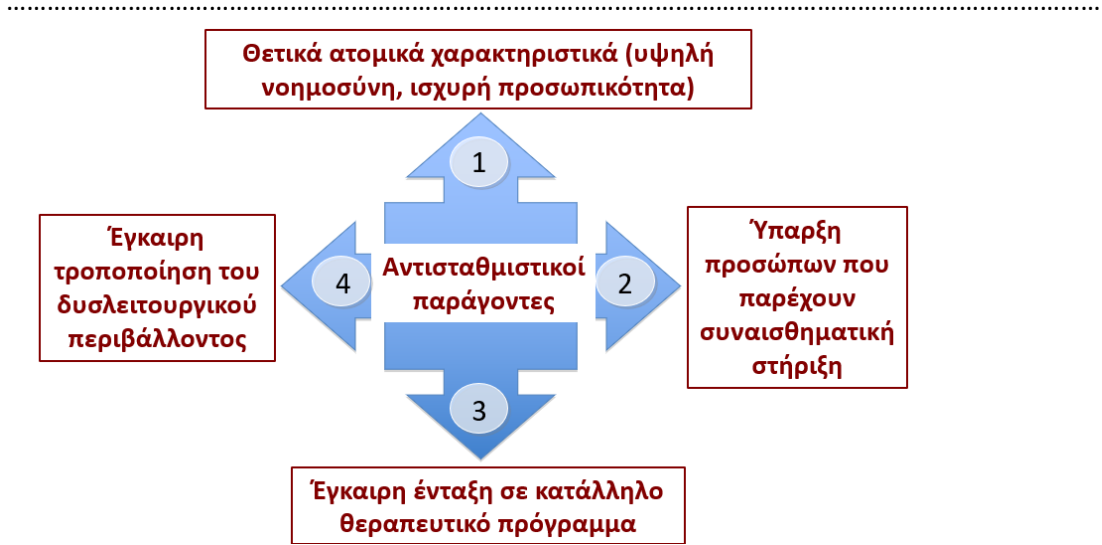 Θετικά ατομικά χαρακτηριστικά (υψηλή
νοημοσύνη, ισχυρή προσωπικότητα)
1
Έγκαιρη
τροποποίηση του
δυσλειτουργικού
περιβάλλοντος
4
Αντισταθμιστικοί
παράγοντες
2
Ύπαρξη
προσώπων που
παρέχουν
συναισθηματική
στήριξη
3
Έγκαιρη ένταξη σε κατάλληλο
θεραπευτικό πρόγραμμα